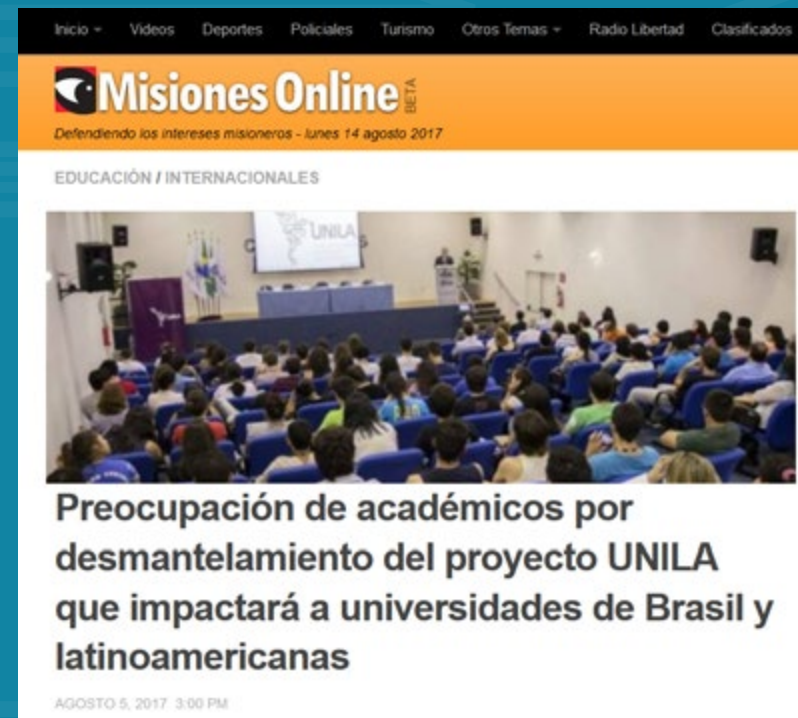 Inicio Videos Deportes Policiales Turismo Otros Temas Radio Libertad Clasificados
Misiones Online BETA
Defendiendo los intereses misioneros - lunes 14 agosto 2017
EDUCACIÓN / INTERNACIONALES
UNILA
Preocupación de académicos por
desmantelamiento del proyecto UNILA
que impactará a universidades de Brasil y
latinoamericanas
AGOSTO 5, 2017 3:00 PM